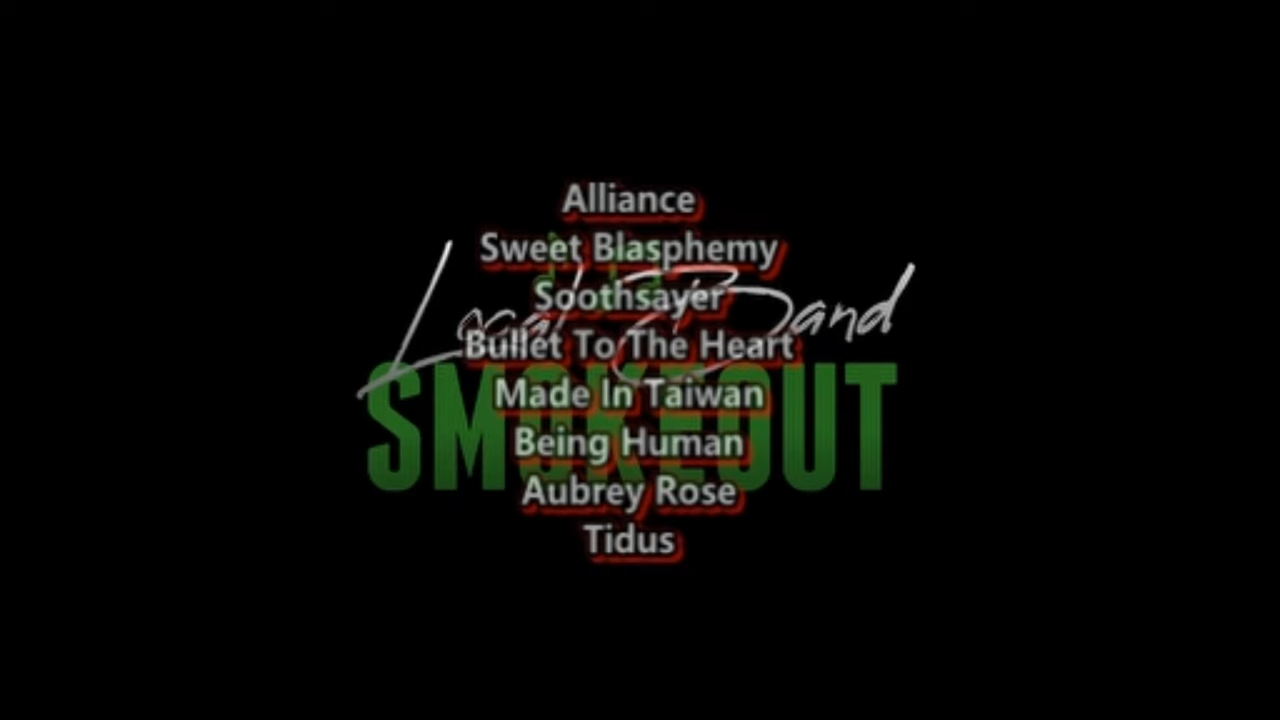 Alliance
Sweet Blasphemy
Soothsayer
Bullet To The Heart
Made In Taiwan
Being Human
Aubrey Rose
Tidus
Local Band
SMOKEOUT